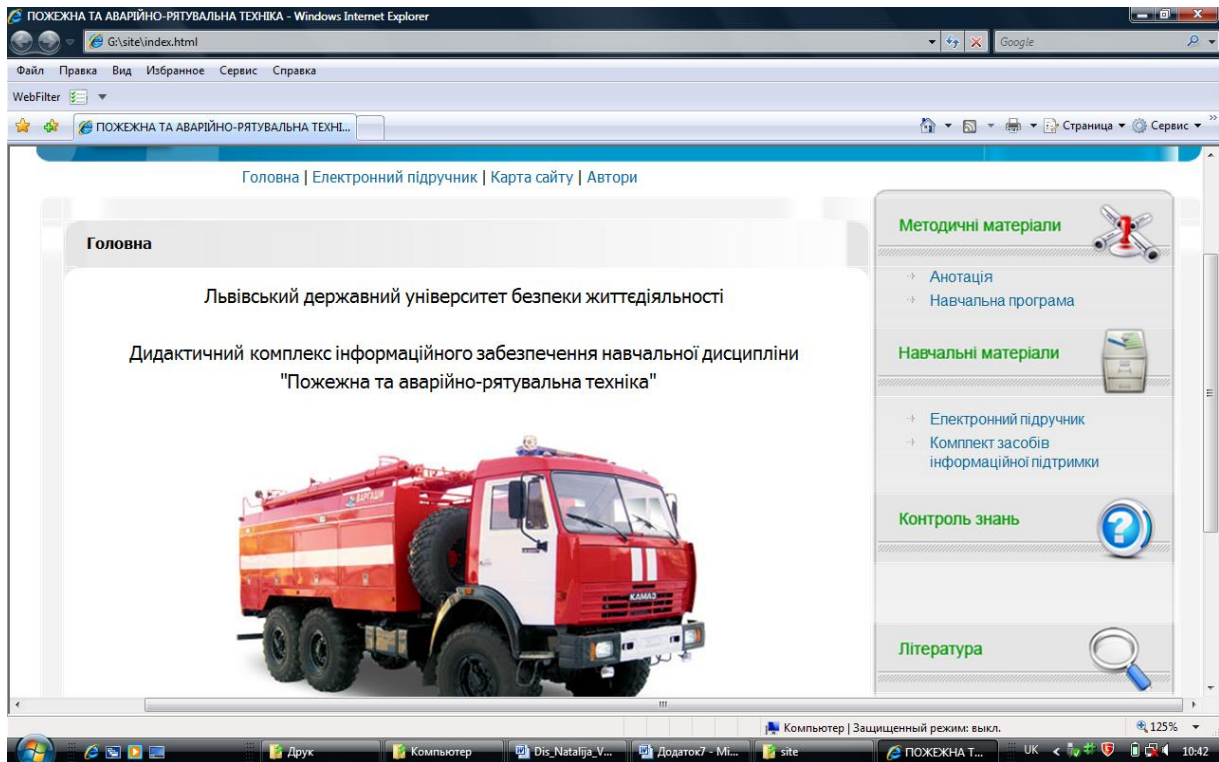 ПОЖЕЖНА ТА АВАРІЙНО-РЯТУВАЛЬНА ТЕХНІКА - Windows Internet Explorer
G:\site\index.html
Google
Файл Правка Вид Избранное Сервис Справка
WebFilter
ПОЖЕЖНА ТА АВАРІЙНО-РЯТУВАЛЬНА ТЕХНІ...
Страница
Сервис
Головна | Електронний підручник | Карта сайту | Автори
Головна
Львівський державний університет безпеки життєдіяльності
Дидактичний комплекс інформаційного забезпечення навчальної дисципліни
"Пожежна та аварійно-рятувальна техніка"
ВАРГАШИ
КАМАЗ
Методичні матеріали
Анотація
Навчальна програма
Навчальні матеріали
Електронний підручник
Комплект засобів
інформаційної підтримки
Контроль знань
Література
Компьютер | Защищенный режим: выкл.
125%
Друк
Компьютер
Dis_Natalija_V...
Додаток7 - Mi...
site
ПОЖЕЖНА Т...
UK
10:42